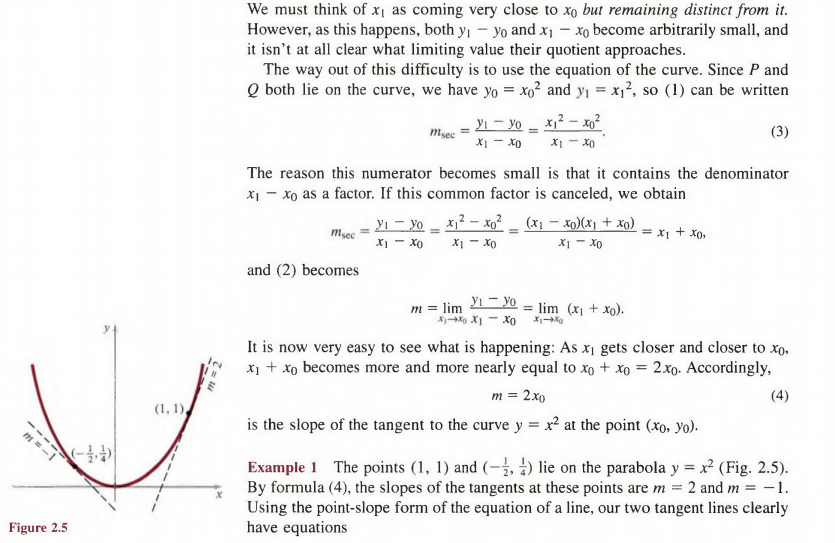 We must think of x₁ as coming very close to x₀ but remaining distinct from it.
However, as this happens, both y₁ − y₀ and x₁ − x₀ become arbitrarily small, and
it isn't at all clear what limiting value their quotient approaches.
The way out of this difficulty is to use the equation of the curve. Since P and
Q both lie on the curve, we have y₀ = x₀² and y₁ = x₁², so (1) can be written
m_sec = (y₁ − y₀)/(x₁ − x₀) = (x₁² − x₀²)/(x₁ − x₀). (3)
The reason this numerator becomes small is that it contains the denominator
x₁ − x₀ as a factor. If this common factor is canceled, we obtain
m_sec = (y₁ − y₀)/(x₁ − x₀) = (x₁² − x₀²)/(x₁ − x₀) = (x₁ − x₀)(x₁ + x₀)/(x₁ − x₀) = x₁ + x₀,
and (2) becomes
m = lim x₁→x₀ (y₁ − y₀)/(x₁ − x₀) = lim x₁→x₀ (x₁ + x₀).
It is now very easy to see what is happening: As x₁ gets closer and closer to x₀,
x₁ + x₀ becomes more and more nearly equal to x₀ + x₀ = 2x₀. Accordingly,
m = 2x₀ (4)
is the slope of the tangent to the curve y = x² at the point (x₀, y₀).
Example 1 The points (1, 1) and (−½, ¼) lie on the parabola y = x² (Fig. 2.5).
By formula (4), the slopes of the tangents at these points are m = 2 and m = −1.
Using the point-slope form of the equation of a line, our two tangent lines clearly
have equations
y
m = 2
(1, 1)
m = −1
(−½, ¼)
x
Figure 2.5